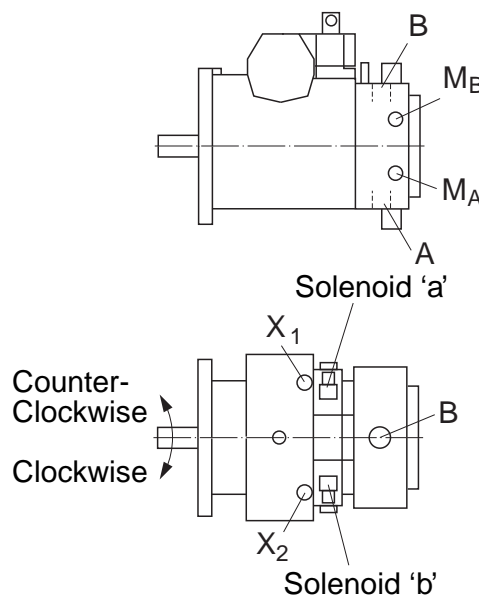 B
M_B
M_A
A
Solenoid ‘a’
X_1
Counter-
Clockwise
B
Clockwise
X_2
Solenoid ‘b’